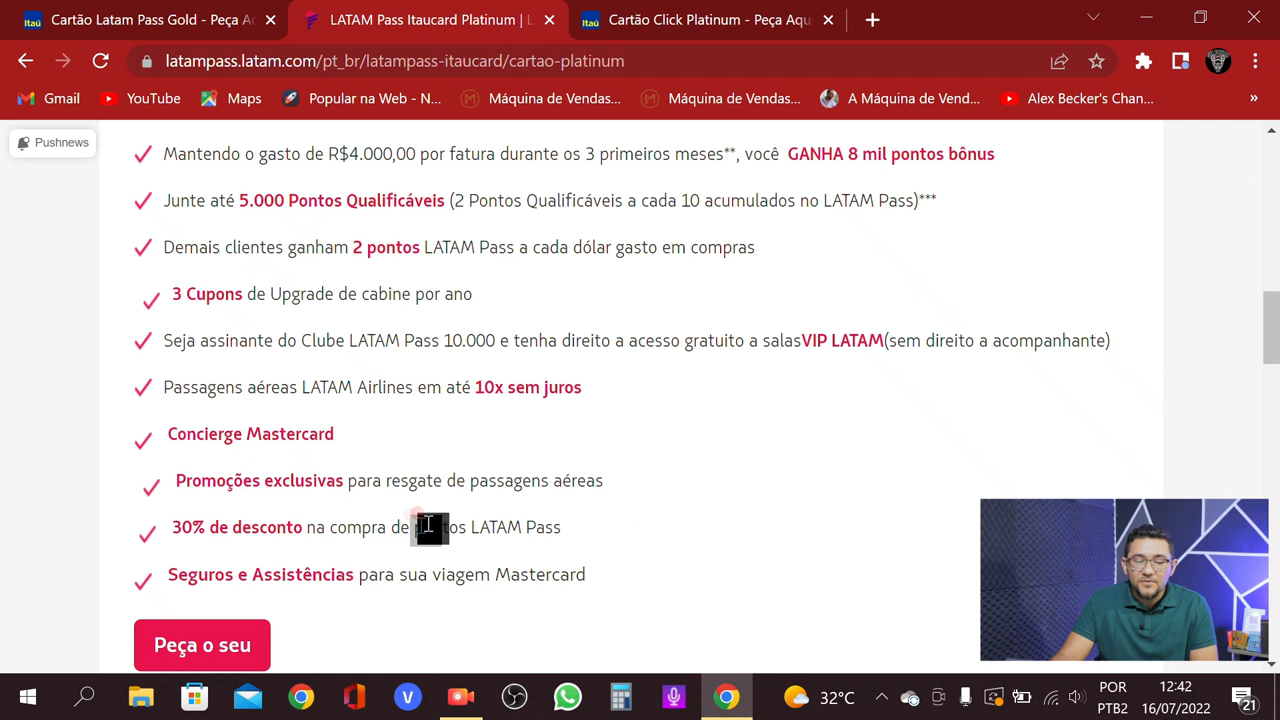 Cartão Latam Pass Gold - Peça Ac
LATAM Pass Itaucard Platinum | L
Cartão Click Platinum - Peça Aqu
latampass.latam.com/pt_br/latampass-itaucard/cartao-platinum
Gmail
YouTube
Maps
Popular na Web - N...
Máquina de Vendas...
Máquina de Vendas...
A Máquina de Vend...
Alex Becker's Chan...
»
Pushnews
Mantendo o gasto de R$4.000,00 por fatura durante os 3 primeiros meses**, você GANHA 8 mil pontos bônus
Junte até 5.000 Pontos Qualificáveis (2 Pontos Qualificáveis a cada 10 acumulados no LATAM Pass)***
Demais clientes ganham 2 pontos LATAM Pass a cada dólar gasto em compras
3 Cupons de Upgrade de cabine por ano
Seja assinante do Clube LATAM Pass 10.000 e tenha direito a acesso gratuito a salasVIP LATAM(sem direito a acompanhante)
Passagens aéreas LATAM Airlines em até 10x sem juros
Concierge Mastercard
Promoções exclusivas para resgate de passagens aéreas
30% de desconto na compra de pontos LATAM Pass
Seguros e Assistências para sua viagem Mastercard
Peça o seu
32°C
POR
PTB2
12:42
16/07/2022
21